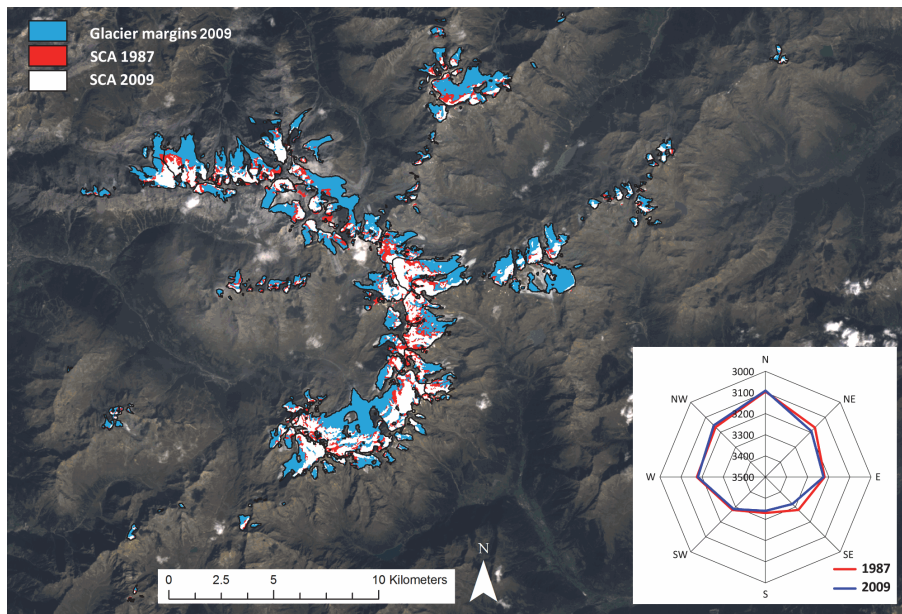 Glacier margins 2009
SCA 1987
SCA 2009
N
3000
NW
NE
3100
3200
3300
3400
W
3500
E
SW
SE
S
1987
2009
N
0 2.5 5 10 Kilometers